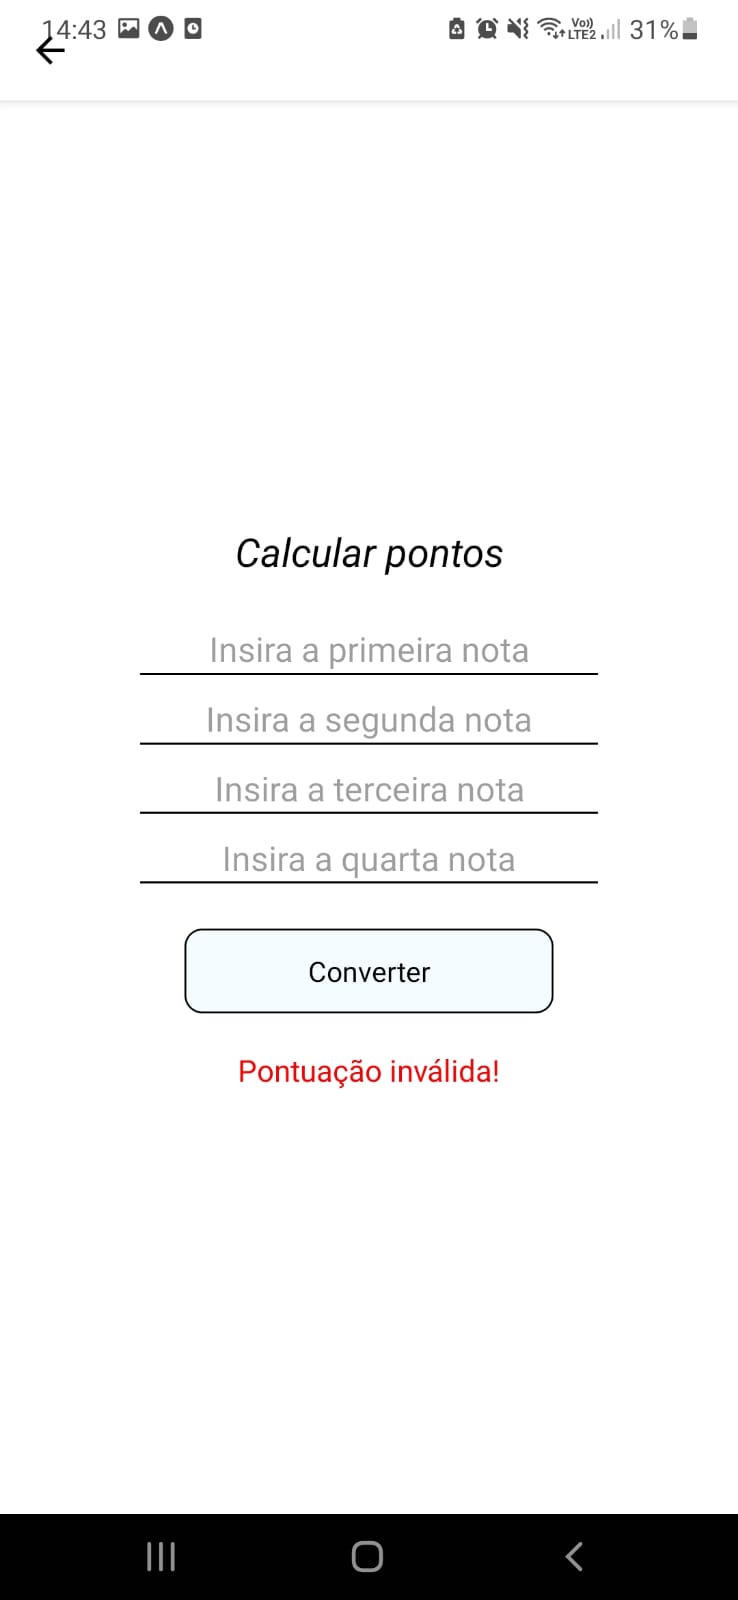 14:43
Vo))
LTE2
31%
Calcular pontos
Insira a primeira nota
Insira a segunda nota
Insira a terceira nota
Insira a quarta nota
Converter
Pontuação inválida!